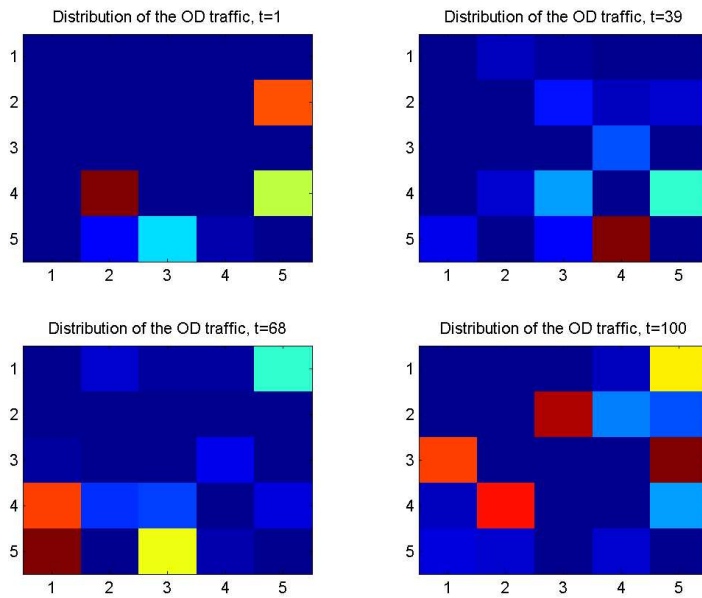 Distribution of the OD traffic, t=1
1
2
3
4
5
1 2 3 4 5
Distribution of the OD traffic, t=39
1
2
3
4
5
1 2 3 4 5
Distribution of the OD traffic, t=68
1
2
3
4
5
1 2 3 4 5
Distribution of the OD traffic, t=100
1
2
3
4
5
1 2 3 4 5